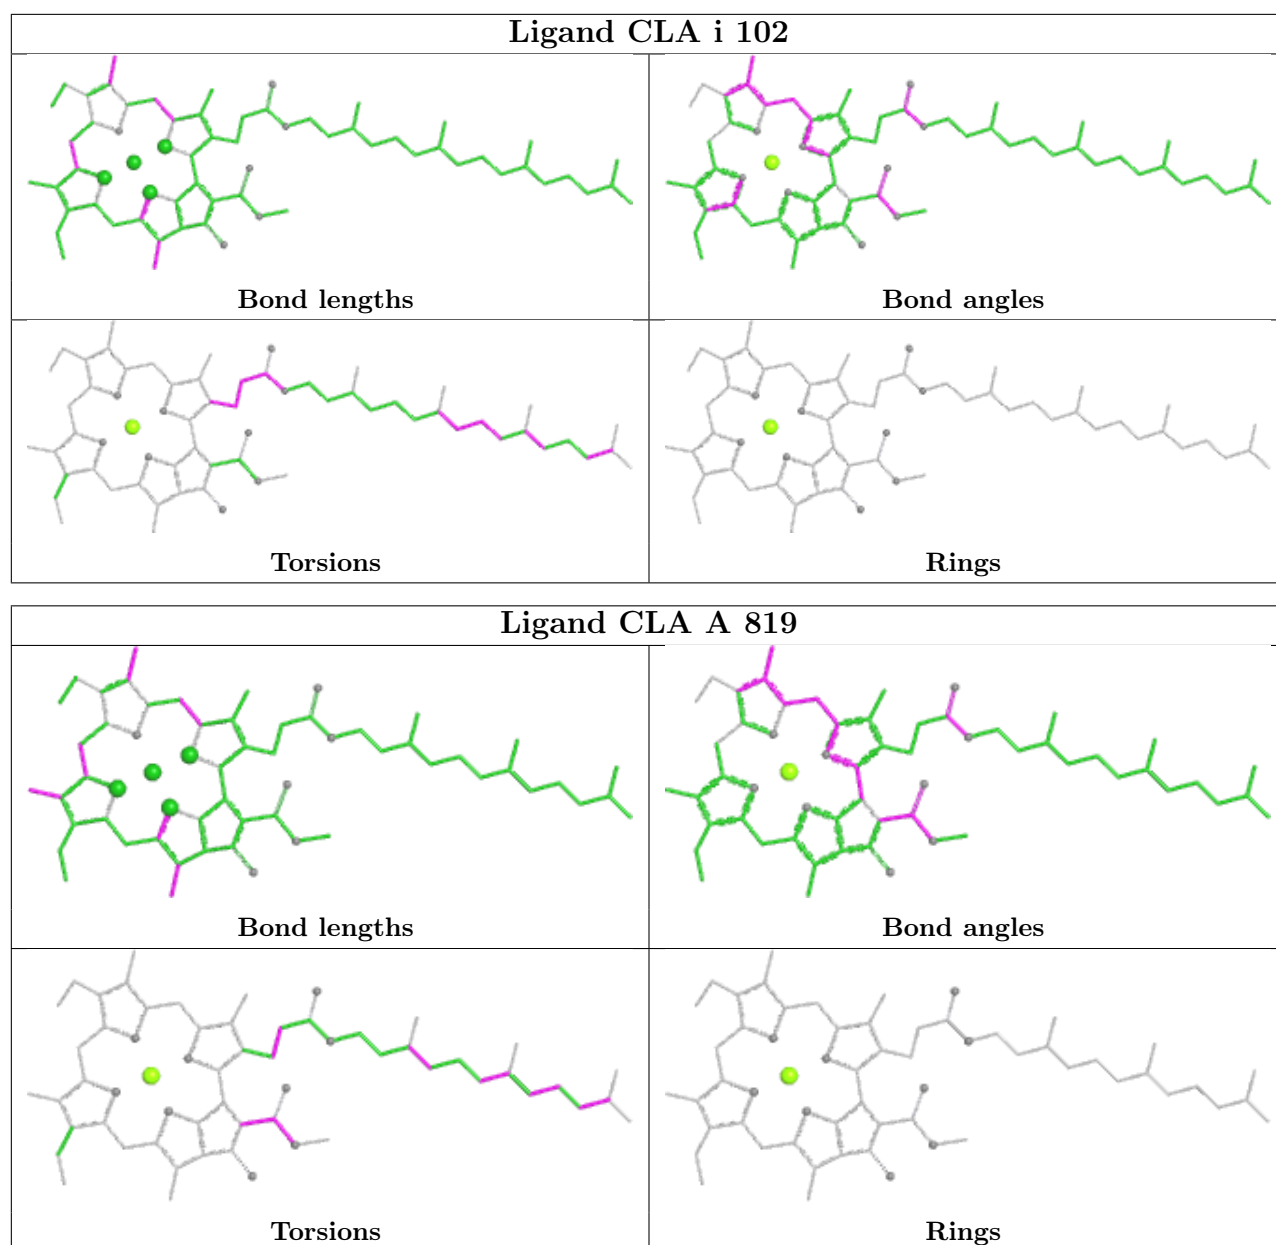 Ligand CLA i 102
Bond lengths
Bond angles
Torsions
Rings
Ligand CLA A 819
Bond lengths
Bond angles
Torsions
Rings